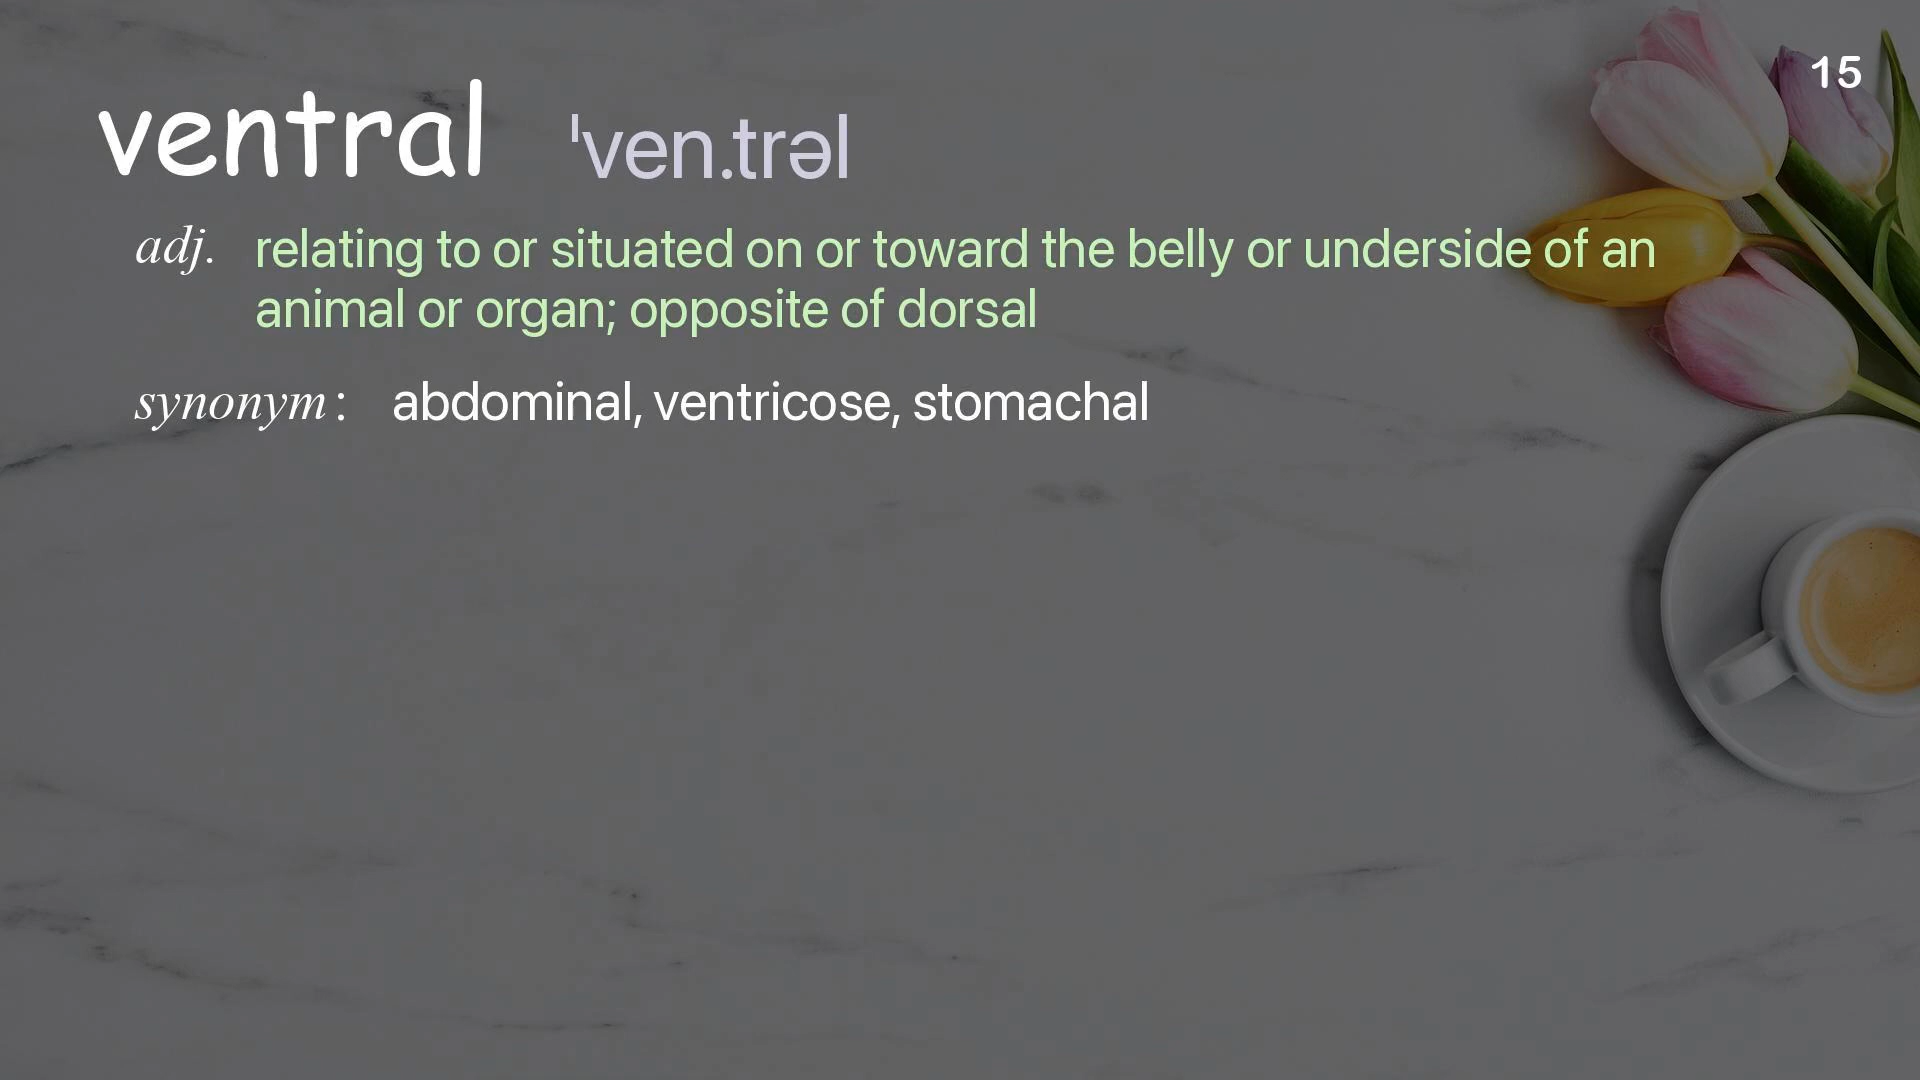 15
ventral ˈven.trəl
adj. relating to or situated on or toward the belly or underside of an
animal or organ; opposite of dorsal
synonym : abdominal, ventricose, stomachal